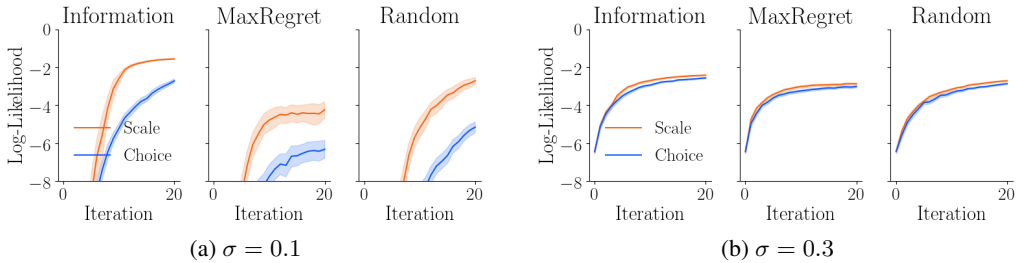 Information MaxRegret Random
Log-Likelihood
0
−2
−4
−6
−8
Scale
Choice
0 20 0 20 0 20
Iteration Iteration Iteration
(a) σ = 0.1
Information MaxRegret Random
Log-Likelihood
0
−2
−4
−6
−8
Scale
Choice
0 20 0 20 0 20
Iteration Iteration Iteration
(b) σ = 0.3